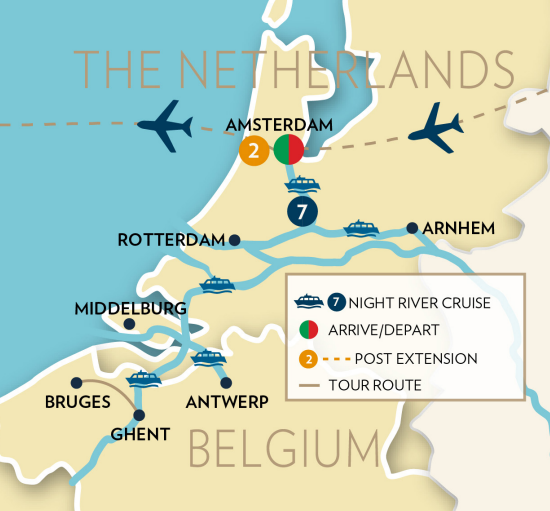 THE NETHERLANDS
AMSTERDAM
2
7
ARNHEM
ROTTERDAM
7 NIGHT RIVER CRUISE
MIDDELBURG
ARRIVE/DEPART
2 POST EXTENSION
TOUR ROUTE
BRUGES
ANTWERP
GHENT
BELGIUM